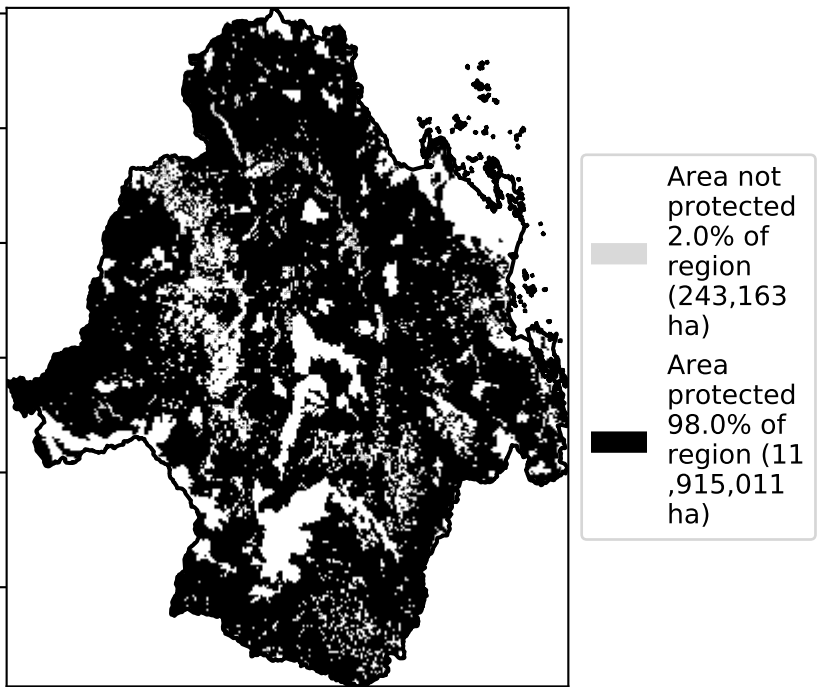 Area not
protected
2.0% of
region
(243,163
ha)
Area
protected
98.0% of
region (11
,915,011
ha)